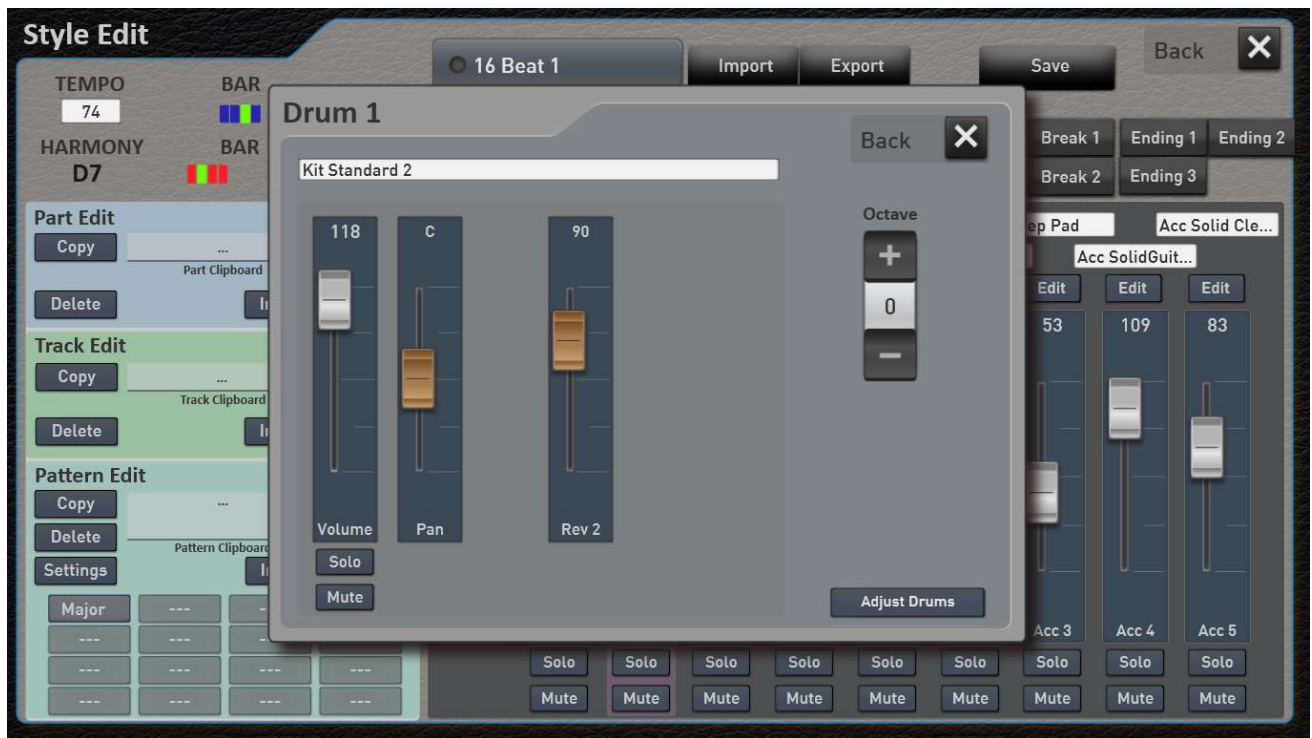 Style Edit
16 Beat 1
Import
Export
Save
Back
TEMPO
BAR
74
HARMONY
BAR
D7
Break 1
Ending 1
Ending 2
Break 2
Ending 3
Drum 1
Back
Kit Standard 2
118
C
90
Octave
+
0
−
Volume
Pan
Rev 2
Solo
Mute
Adjust Drums
Part Edit
Copy
...
Part Clipboard
Delete
Track Edit
Copy
...
Track Clipboard
Delete
Pattern Edit
Copy
...
Delete
Pattern Clipboard
Settings
Major
---
---
---
---
---
---
---
---
---
---
---
---
Pad
Acc Solid Cle...
Acc SolidGuit...
Edit
Edit
Edit
53
109
83
Acc 3
Acc 4
Acc 5
Solo Solo Solo Solo Solo Solo Solo Solo Solo
Mute Mute Mute Mute Mute Mute Mute Mute Mute